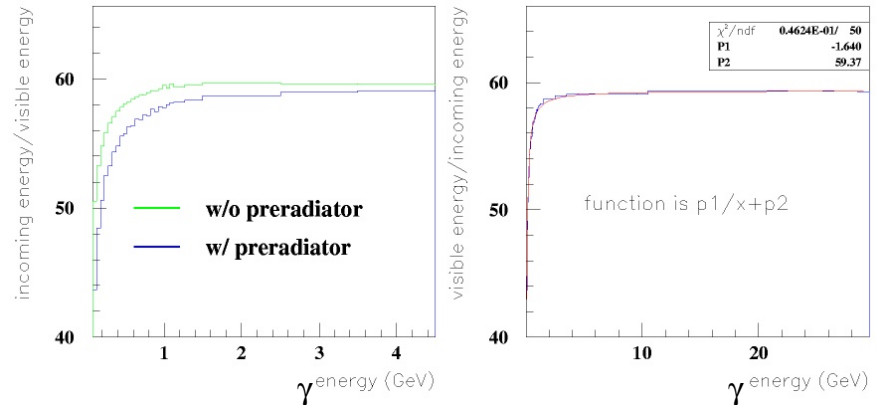 incoming energy/visible energy
60
50
40
w/o preradiator
w/ preradiator
1 2 3 4
γ energy (GeV)
visible energy/incoming energy
60
50
40
χ²/ndf 0.4624E-01/ 50
P1 -1.640
P2 59.37
function is p1/x+p2
10 20
γ energy (GeV)